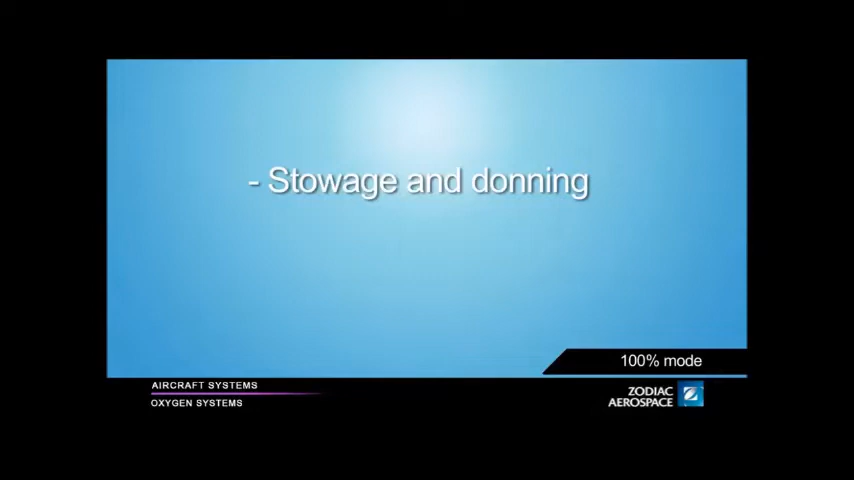 - Stowage and donning
100% mode
AIRCRAFT SYSTEMS
OXYGEN SYSTEMS
ZODIAC
AEROSPACE